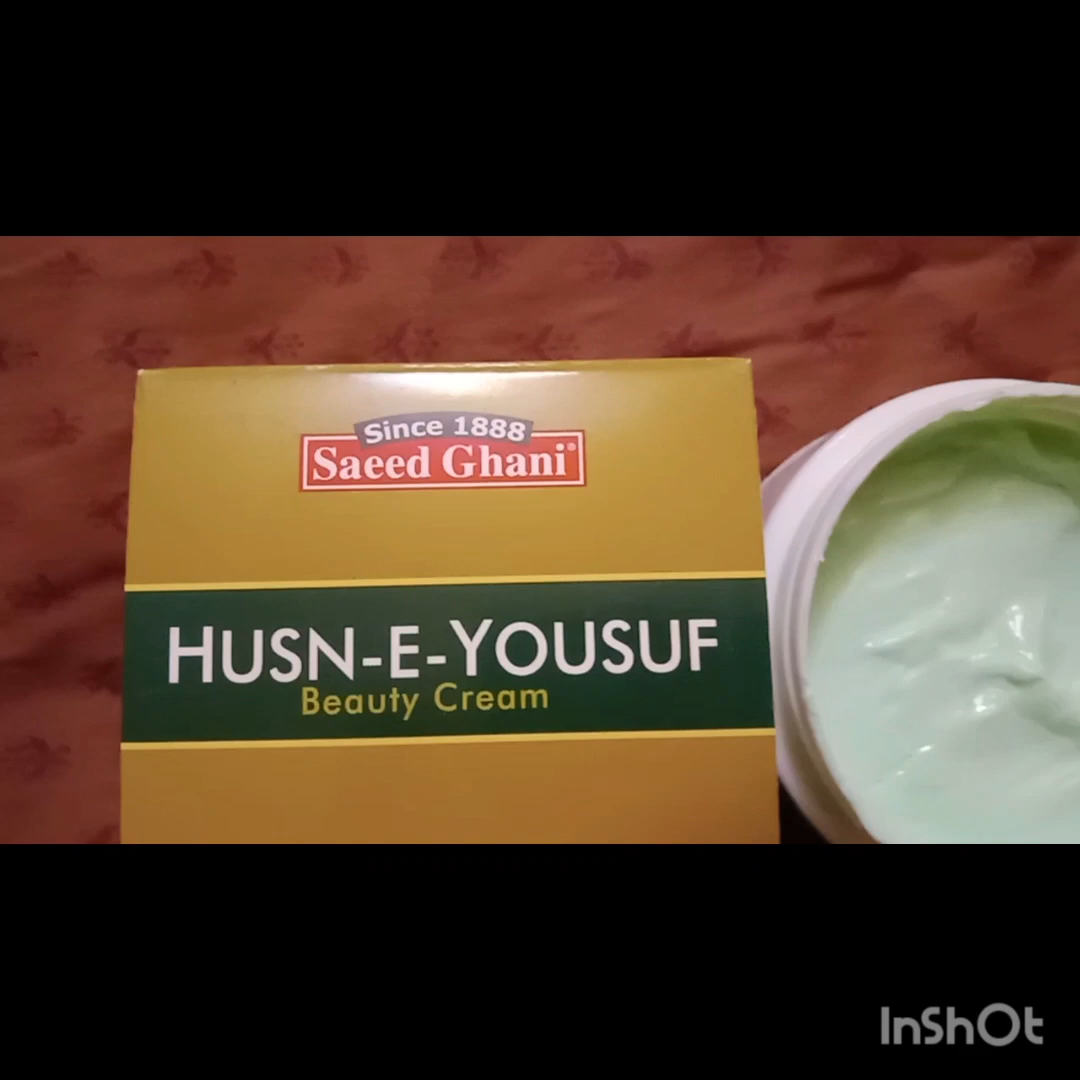 Since 1888
Saeed Ghani®
HUSN-E-YOUSUF
Beauty Cream
InShOt